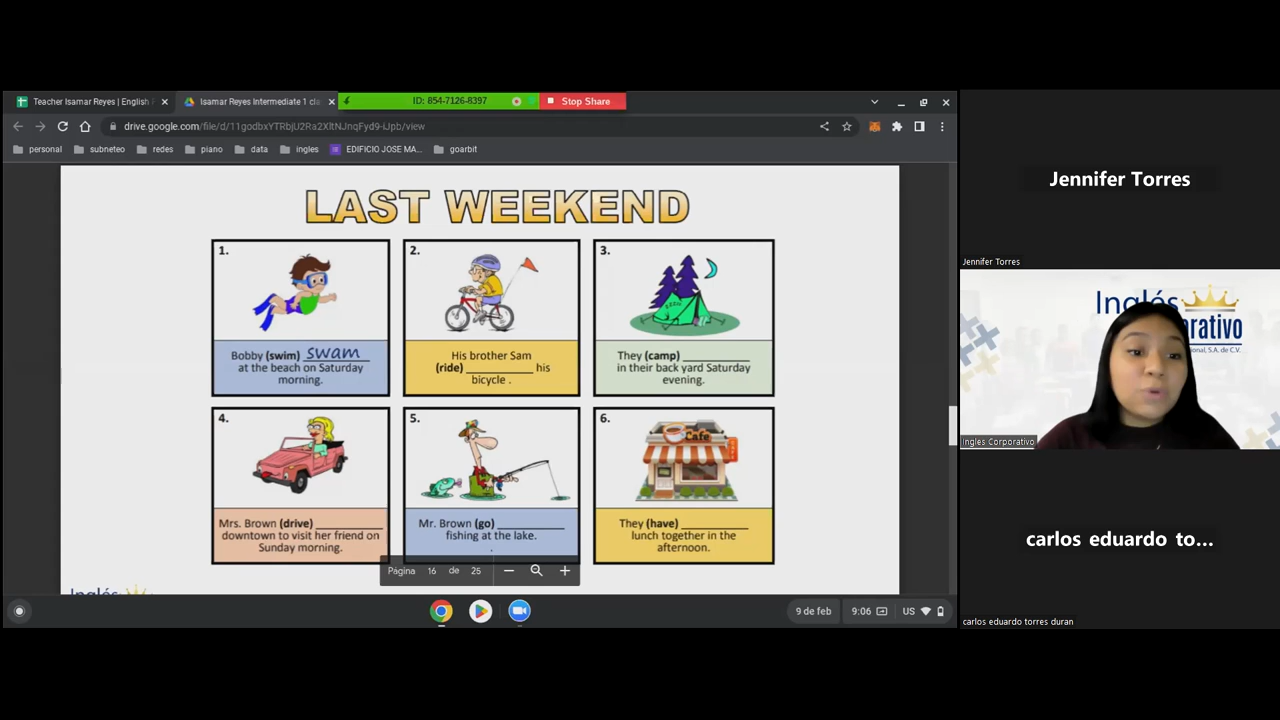 Teacher Isamar Reyes | English
Isamar Reyes Intermediate 1 cla
ID: 854-7126-8397
Stop Share
drive.google.com/file/d/11godbxYTRbjU2Ra2XltNJnqFyd9-iJpb/view
personal
subneteo
redes
piano
data
ingles
EDIFICIO JOSE MA...
goarbit
LAST WEEKEND
1.
Bobby (swim) swam
at the beach on Saturday
morning.
2.
His brother Sam
(ride) __________ his
bicycle .
3.
They (camp) __________
in their back yard Saturday
evening.
4.
Mrs. Brown (drive) __________
downtown to visit her friend on
Sunday morning.
5.
Mr. Brown (go) __________
fishing at the lake.
6.
Cafe
They (have) __________
lunch together in the
afternoon.
Página 16 de 25
Inglés
9 de feb
9:06
US
Jennifer Torres
Jennifer Torres
Inglés
S.A. de C.V.
Ingles Corporativo
carlos eduardo to...
carlos eduardo torres duran